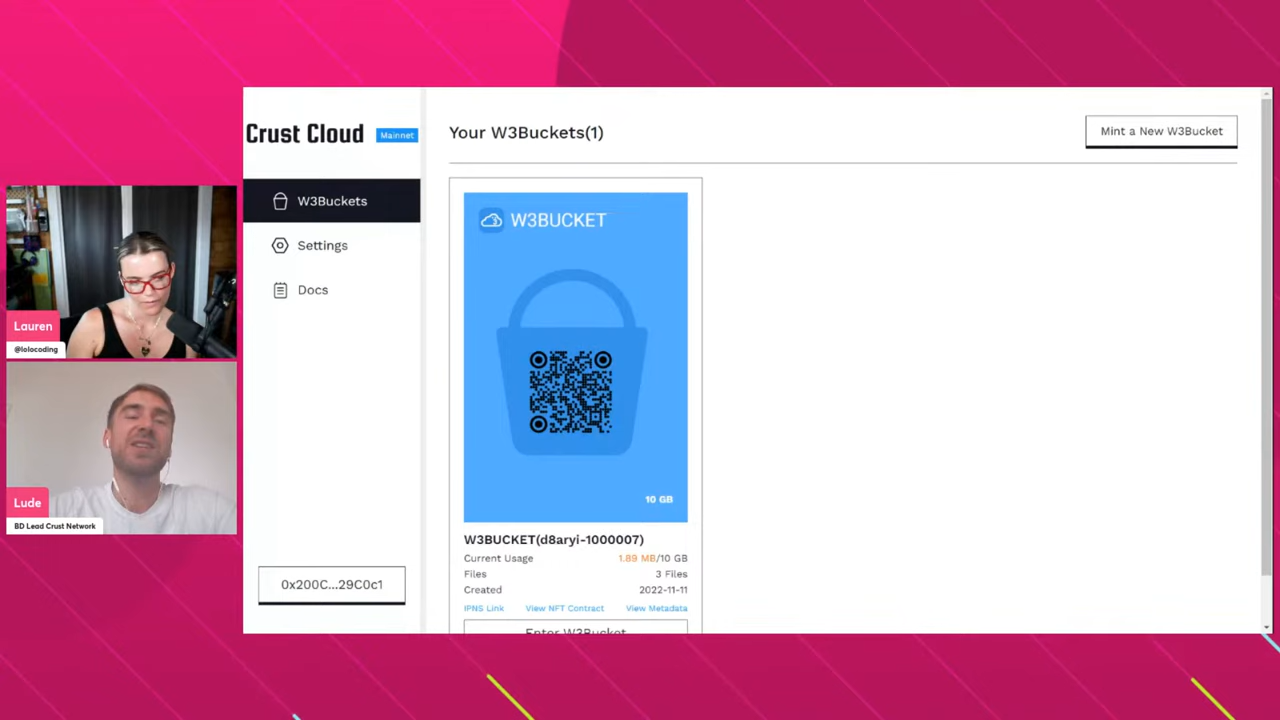 Crust Cloud
Mainnet
W3Buckets
Settings
Docs
0x200C...29C0c1
Your W3Buckets(1)
Mint a New W3Bucket
W3BUCKET
10 GB
W3BUCKET(d8aryi-1000007)
Current Usage 1.89 MB/10 GB
Files 3 Files
Created 2022-11-11
IPNS Link View NFT Contract View Metadata
Enter W3Bucket
Lauren
@lolocoding
Lude
BD Lead Crust Network